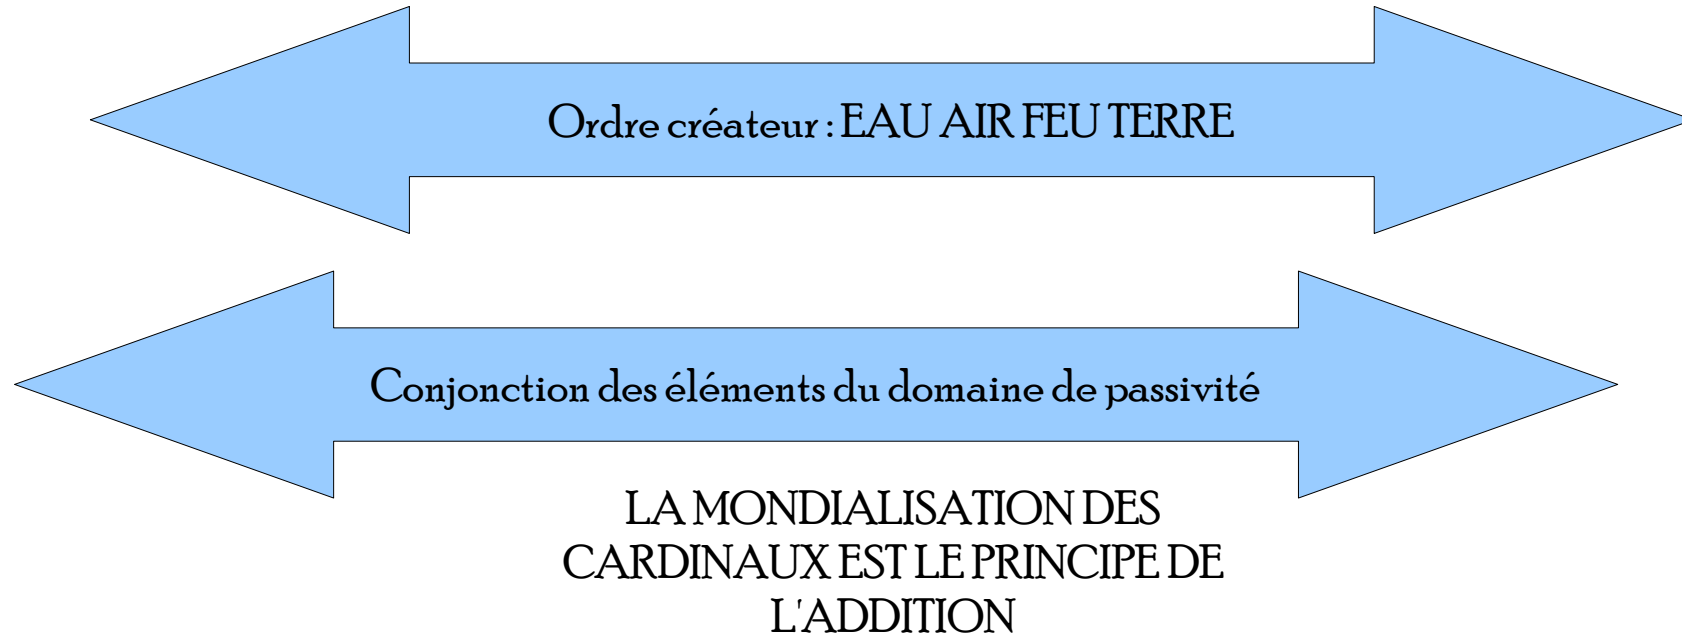 Ordre créateur : EAU AIR FEU TERRE
Conjonction des éléments du domaine de passivité
LA MONDIALISATION DES
CARDINAUX EST LE PRINCIPE DE
L'ADDITION